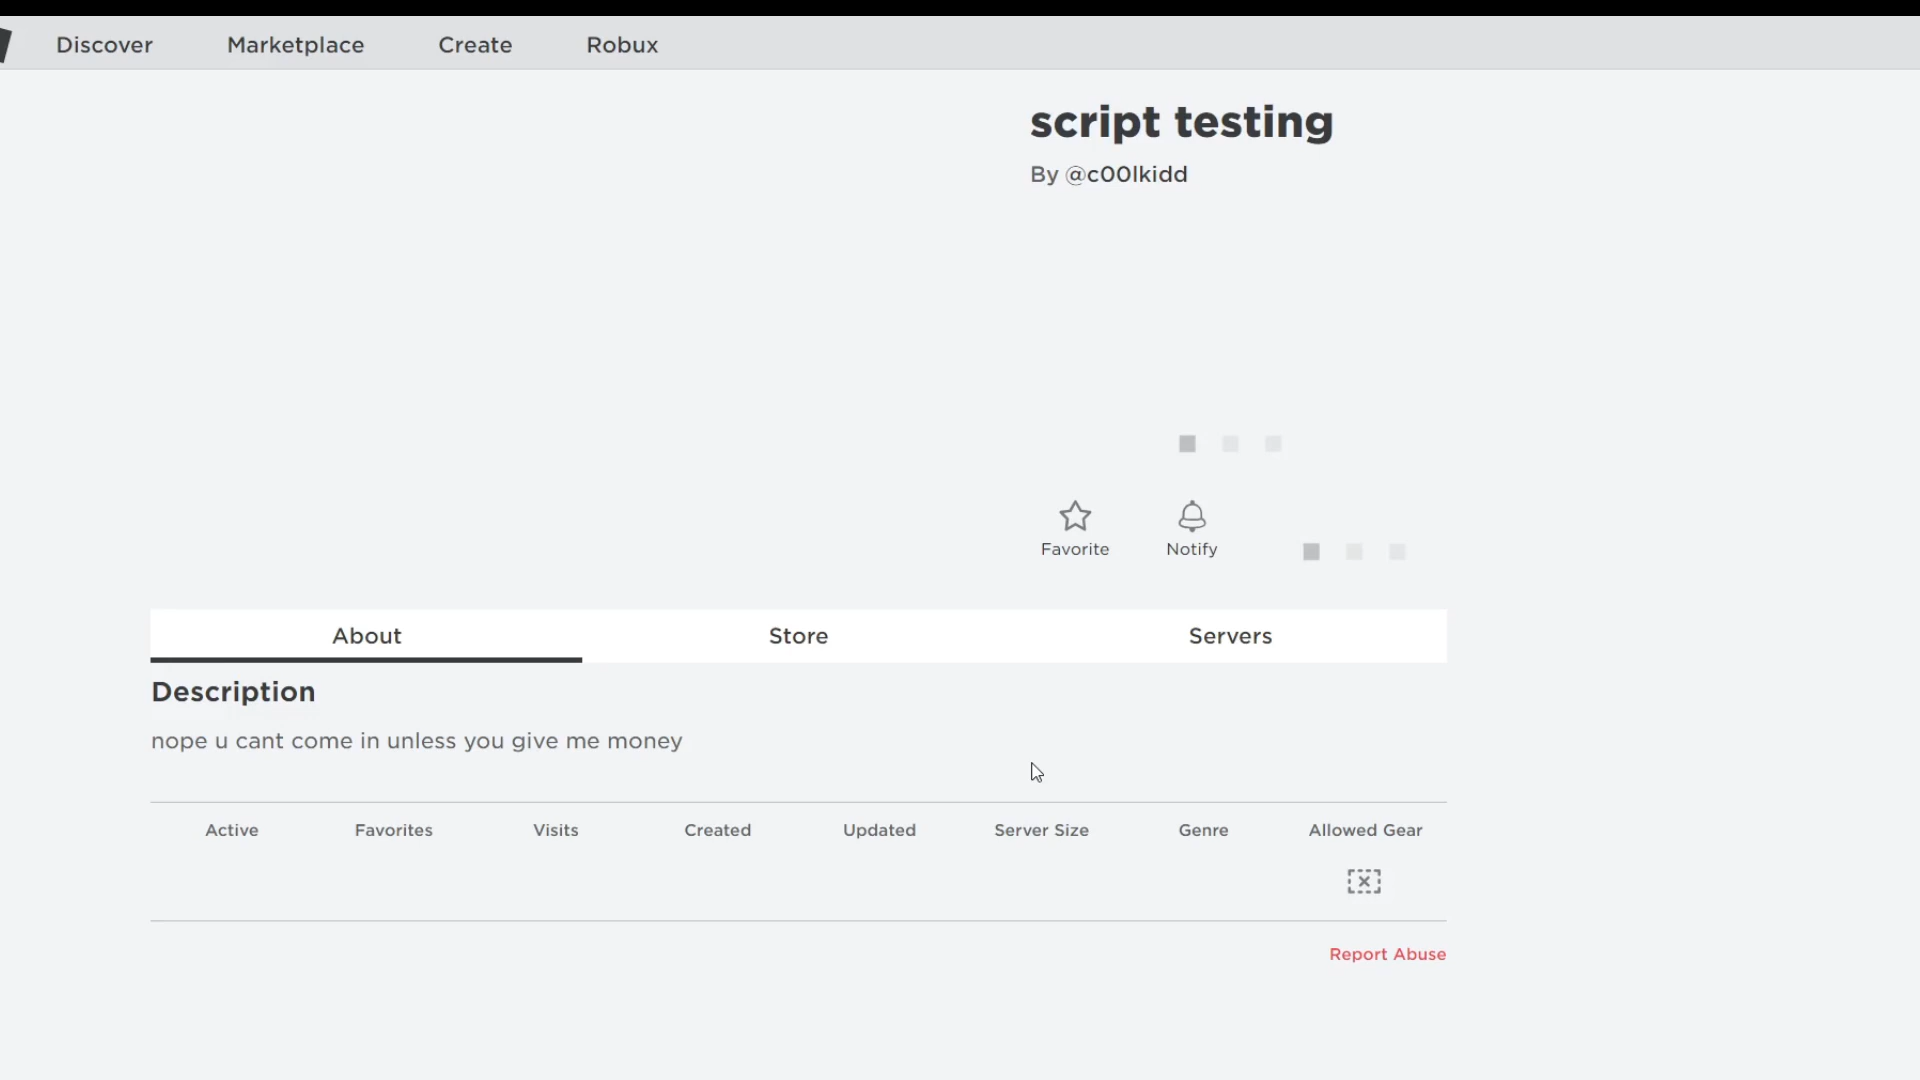 Discover Marketplace Create Robux
script testing
By @c00lkidd
Favorite Notify
About Store Servers
Description
nope u cant come in unless you give me money
Active Favorites Visits Created Updated Server Size Genre Allowed Gear
Report Abuse